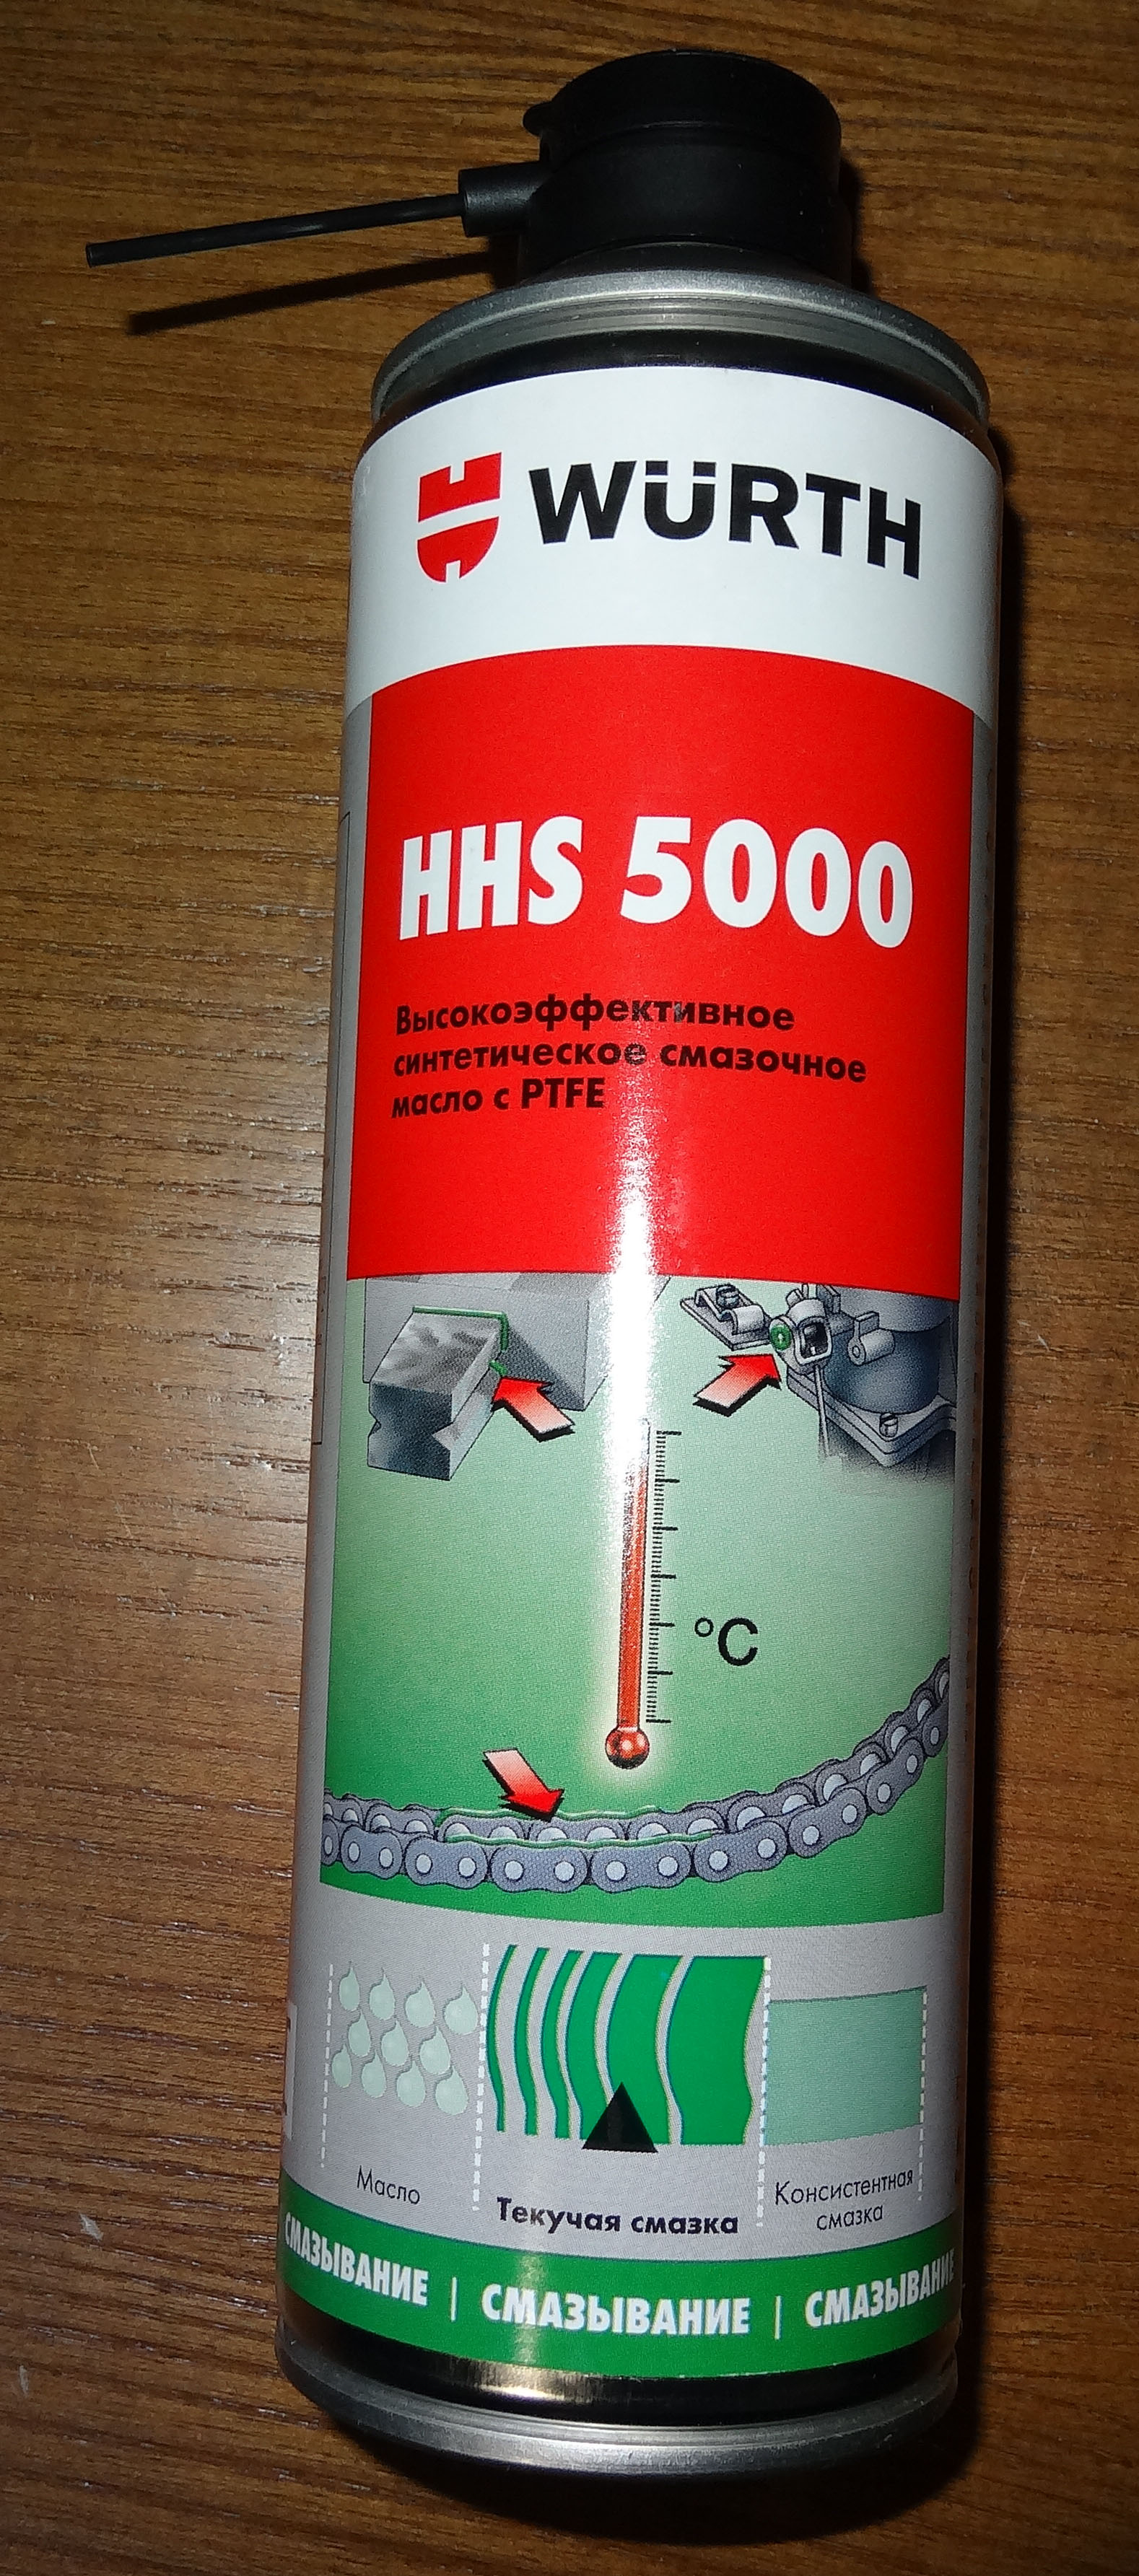 WÜRTH
HHS 5000
Высокоэффективное
синтетическое смазочное
масло с PTFE
°C
Масло
Текучая смазка
Консистентная
смазка
СМАЗЫВАНИЕ | СМАЗЫВАНИЕ | СМАЗЫВАНИЕ